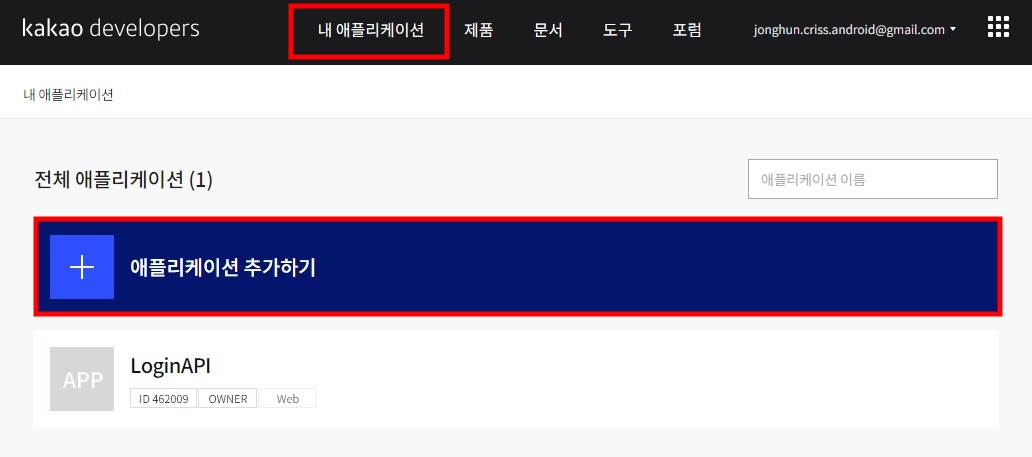 kakao developers 내 애플리케이션 제품 문서 도구 포럼 jonghun.criss.android@gmail.com
내 애플리케이션
전체 애플리케이션 (1) 애플리케이션 이름
애플리케이션 추가하기
APP LoginAPI
ID 462009 OWNER Web